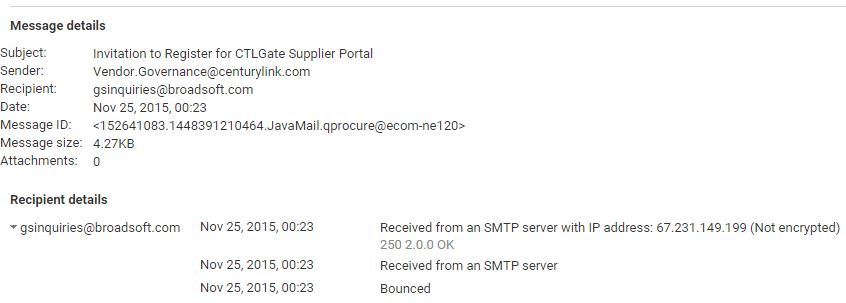 Message details
Subject: Invitation to Register for CTLGate Supplier Portal
Sender: Vendor.Governance@centurylink.com
Recipient: gsinquiries@broadsoft.com
Date: Nov 25, 2015, 00:23
Message ID: <152641083.1448391210464.JavaMail.qprocure@ecom-ne120>
Message size: 4.27KB
Attachments: 0
Recipient details
gsinquiries@broadsoft.com Nov 25, 2015, 00:23 Received from an SMTP server with IP address: 67.231.149.199 (Not encrypted)
250 2.0.0 OK
Nov 25, 2015, 00:23 Received from an SMTP server
Nov 25, 2015, 00:23 Bounced